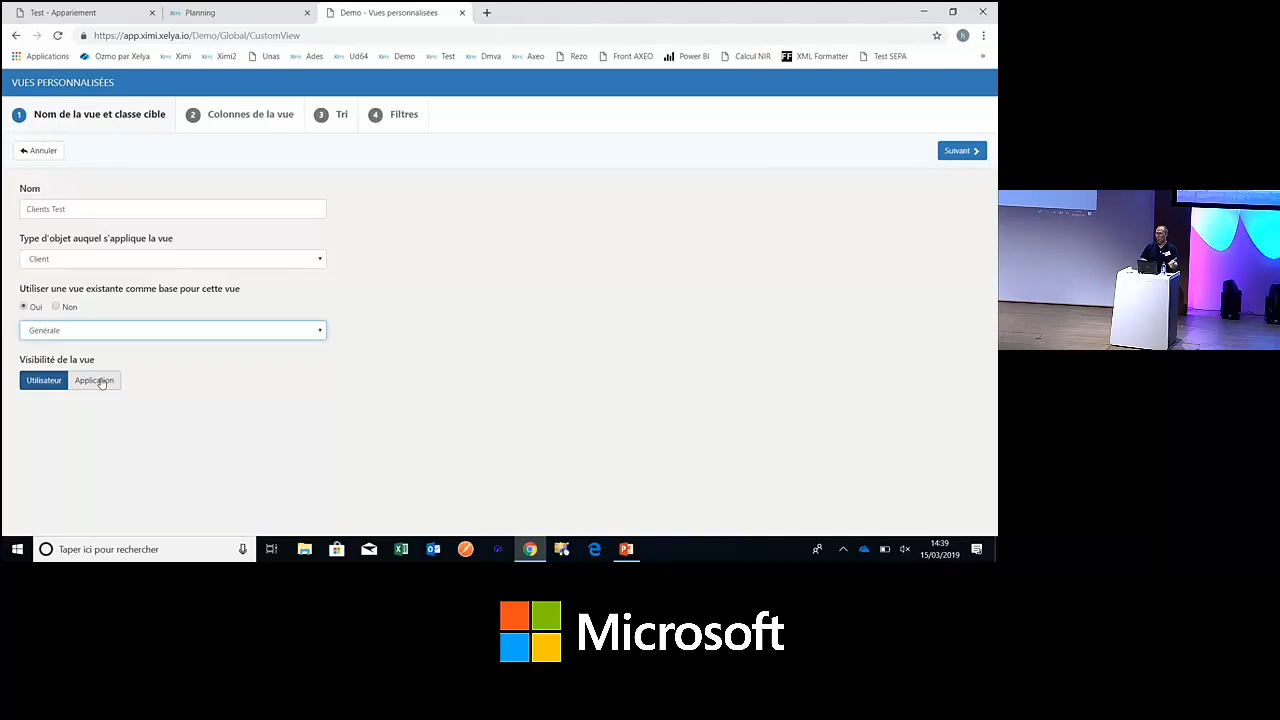 Test - Appariement
Planning
Demo - Vues personnalisées
https://app.ximi.xelya.io/Demo/Global/CustomView
Applications Ozmo par Xelya Ximi Ximi2 Unas Ades Ud64 Demo Test Dmva Axeo Rezo Front AXEO Power BI Calcul NIR FF XML Formatter Test SEPA
VUES PERSONNALISÉES
1 Nom de la vue et classe cible 2 Colonnes de la vue 3 Tri 4 Filtres
Annuler
Suivant
Nom
Clients Test
Type d'objet auquel s'applique la vue
Client
Utiliser une vue existante comme base pour cette vue
Oui Non
Générale
Visibilité de la vue
Utilisateur Application
Taper ici pour rechercher
14:39
15/03/2019
Microsoft